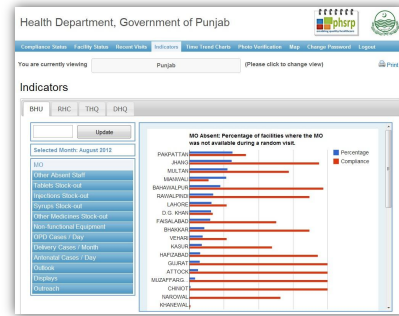 Health Department, Government of Punjab
phsrp
Compliance Status Facility Status Recent Visits Indicators Time Trend Charts Photo Verification Map Change Password Logout
You are currently viewing Punjab (Please click to change view) Print
Indicators
BHU RHC THQ DHQ
Update
Selected Month: August 2012
MO
Other Absent Staff
Tablets Stock-out
Injections Stock-out
Syrups Stock-out
Other Medicines Stock-out
Non-functional Equipment
OPD Cases / Day
Delivery Cases / Month
Antenatal Cases / Day
Outlook
Displays
Outreach
MO Absent: Percentage of facilities where the MO
was not available during a random visit.
Percentage
Compliance
PAKPATTAN
JHANG
MULTAN
MIANWALI
BAHAWALPUR
RAWALPINDI
LAHORE
D.G. KHAN
FAISALABAD
BHAKKAR
VEHARI
KASUR
HAFIZABAD
GUJRAT
ATTOCK
MUZAFFARG.
CHINIOT
NAROWAL
KHANEWAL